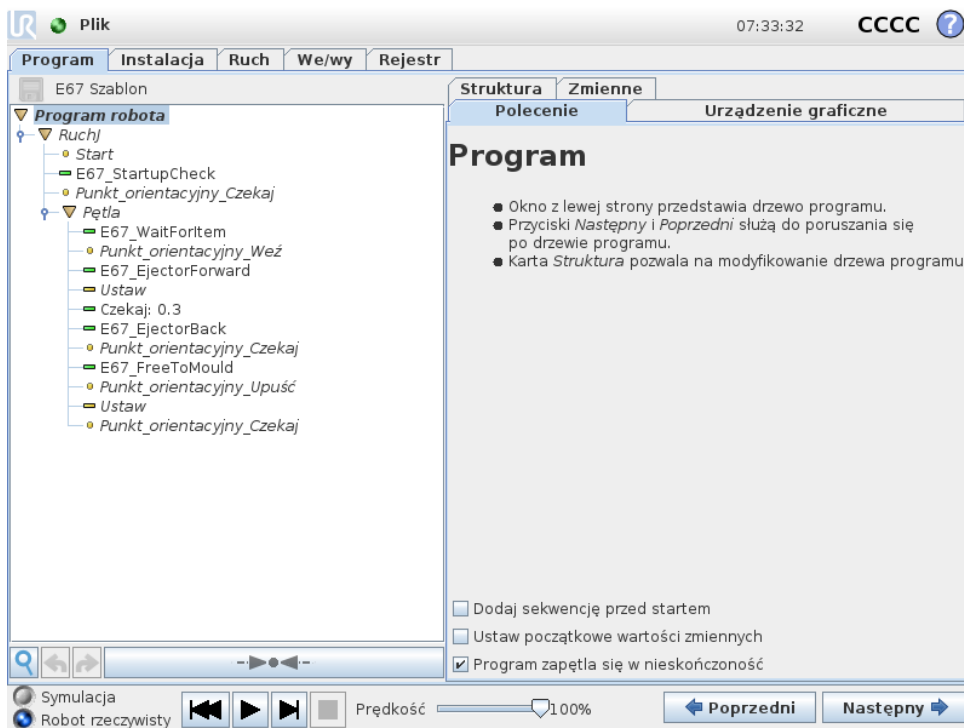 UR Plik 07:33:32 CCCC ?
Program Instalacja Ruch We/wy Rejestr
E67 Szablon
Program robota
RuchJ
Start
E67_StartupCheck
Punkt_orientacyjny_Czekaj
Pętla
E67_WaitForItem
Punkt_orientacyjny_Weź
E67_EjectorForward
Ustaw
Czekaj: 0.3
E67_EjectorBack
Punkt_orientacyjny_Czekaj
E67_FreeToMould
Punkt_orientacyjny_Upuść
Ustaw
Punkt_orientacyjny_Czekaj
Struktura Zmienne
Polecenie Urządzenie graficzne
Program
Okno z lewej strony przedstawia drzewo programu.
Przyciski Następny i Poprzedni służą do poruszania się
po drzewie programu.
Karta Struktura pozwala na modyfikowanie drzewa programu
Dodaj sekwencję przed startem
Ustaw początkowe wartości zmiennych
Program zapętla się w nieskończoność
Symulacja
Robot rzeczywisty
Prędkość 100%
Poprzedni Następny